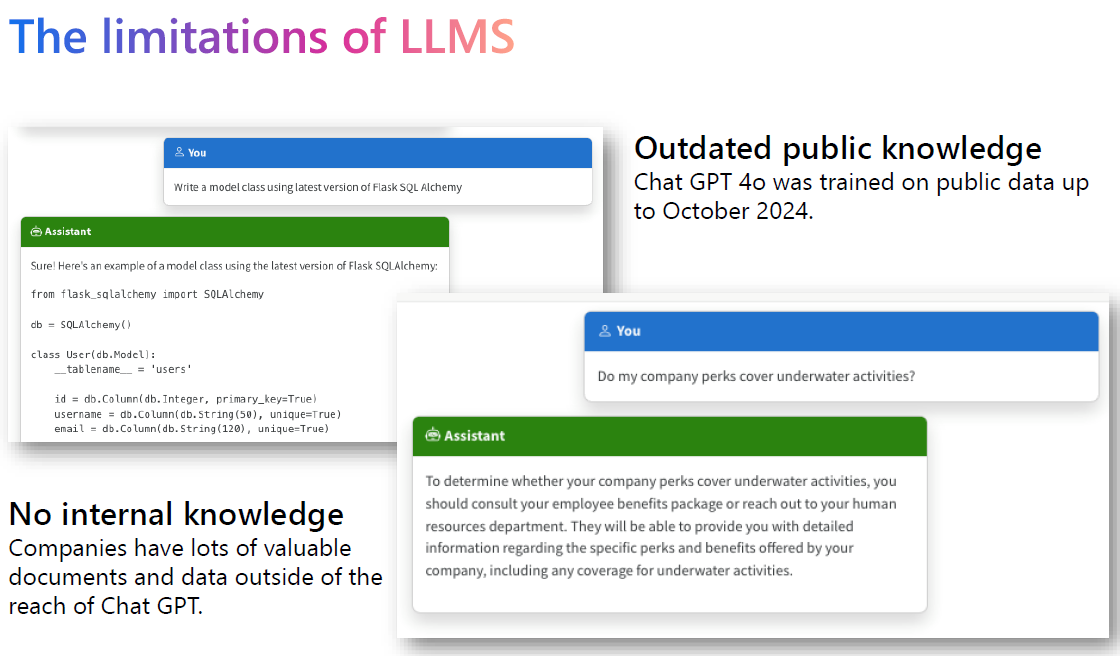 The limitations of LLMS
You
Write a model class using latest version of Flask SQL Alchemy
Assistant
Sure! Here's an example of a model class using the latest version of Flask SQLAlchemy:
from flask_sqlalchemy import SQLAlchemy
db = SQLAlchemy()
class User(db.Model):
    __tablename__ = 'users'
    id = db.Column(db.Integer, primary_key=True)
    username = db.Column(db.String(50), unique=True)
    email = db.Column(db.String(120), unique=True)
Outdated public knowledge
Chat GPT 4o was trained on public data up
to October 2024.
No internal knowledge
Companies have lots of valuable
documents and data outside of the
reach of Chat GPT.
You
Do my company perks cover underwater activities?
Assistant
To determine whether your company perks cover underwater activities, you
should consult your employee benefits package or reach out to your human
resources department. They will be able to provide you with detailed
information regarding the specific perks and benefits offered by your
company, including any coverage for underwater activities.